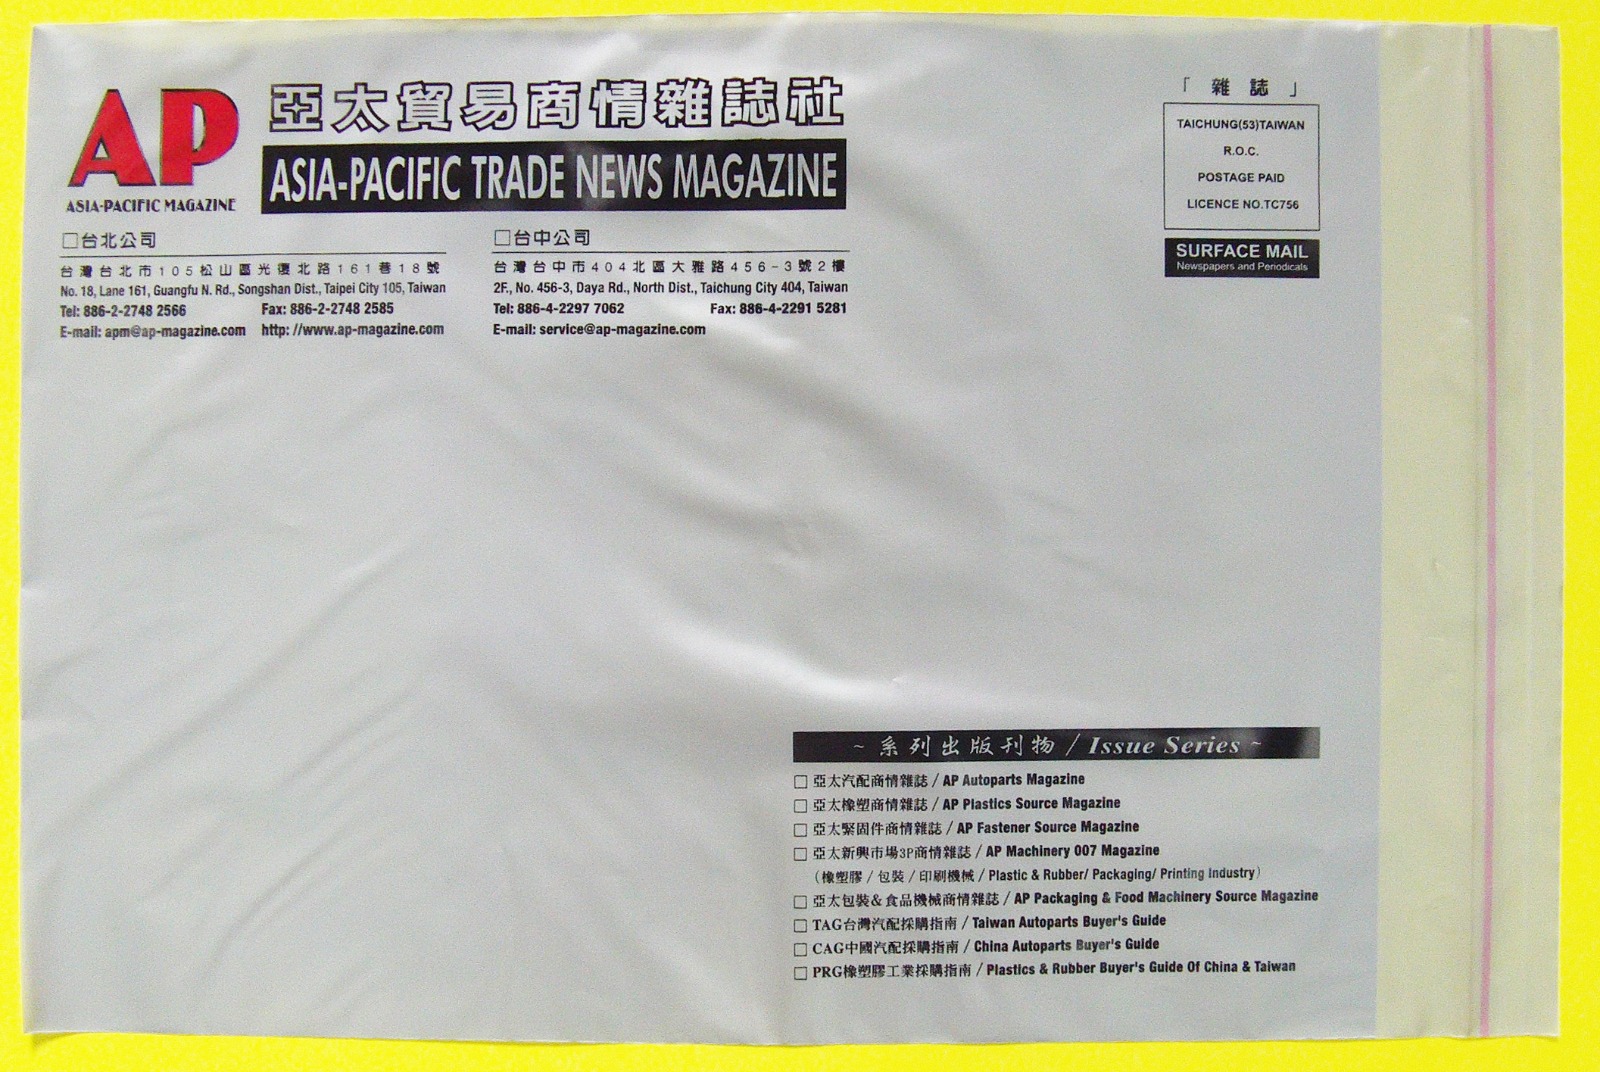 AP
ASIA-PACIFIC MAGAZINE
亞太貿易商情雜誌社
ASIA-PACIFIC TRADE NEWS MAGAZINE
□台北公司
台灣台北市105松山區光復北路161巷18號
No. 18, Lane 161, Guangfu N. Rd., Songshan Dist., Taipei City 105, Taiwan
Tel: 886-2-2748 2566 Fax: 886-2-2748 2585
E-mail: apm@ap-magazine.com http: //www.ap-magazine.com
□台中公司
台灣台中市404北區大雅路456-3號2樓
2F., No. 456-3, Daya Rd., North Dist., Taichung City 404, Taiwan
Tel: 886-4-2297 7062 Fax: 886-4-2291 5281
E-mail: service@ap-magazine.com
「雜誌」
TAICHUNG(53)TAIWAN
R.O.C.
POSTAGE PAID
LICENCE NO.TC756
SURFACE MAIL
Newspapers and Periodicals
~ 系列出版刊物 / Issue Series ~
□ 亞太汽配商情雜誌 / AP Autoparts Magazine
□ 亞太橡塑商情雜誌 / AP Plastics Source Magazine
□ 亞太緊固件商情雜誌 / AP Fastener Source Magazine
□ 亞太新興市場3P商情雜誌 / AP Machinery 007 Magazine
（橡塑膠 / 包裝 / 印刷機械 / Plastic & Rubber/ Packaging/ Printing Industry）
□ 亞太包裝&食品機械商情雜誌 / AP Packaging & Food Machinery Source Magazine
□ TAG台灣汽配採購指南 / Taiwan Autoparts Buyer's Guide
□ CAG中國汽配採購指南 / China Autoparts Buyer's Guide
□ PRG橡塑膠工業採購指南 / Plastics & Rubber Buyer's Guide Of China & Taiwan